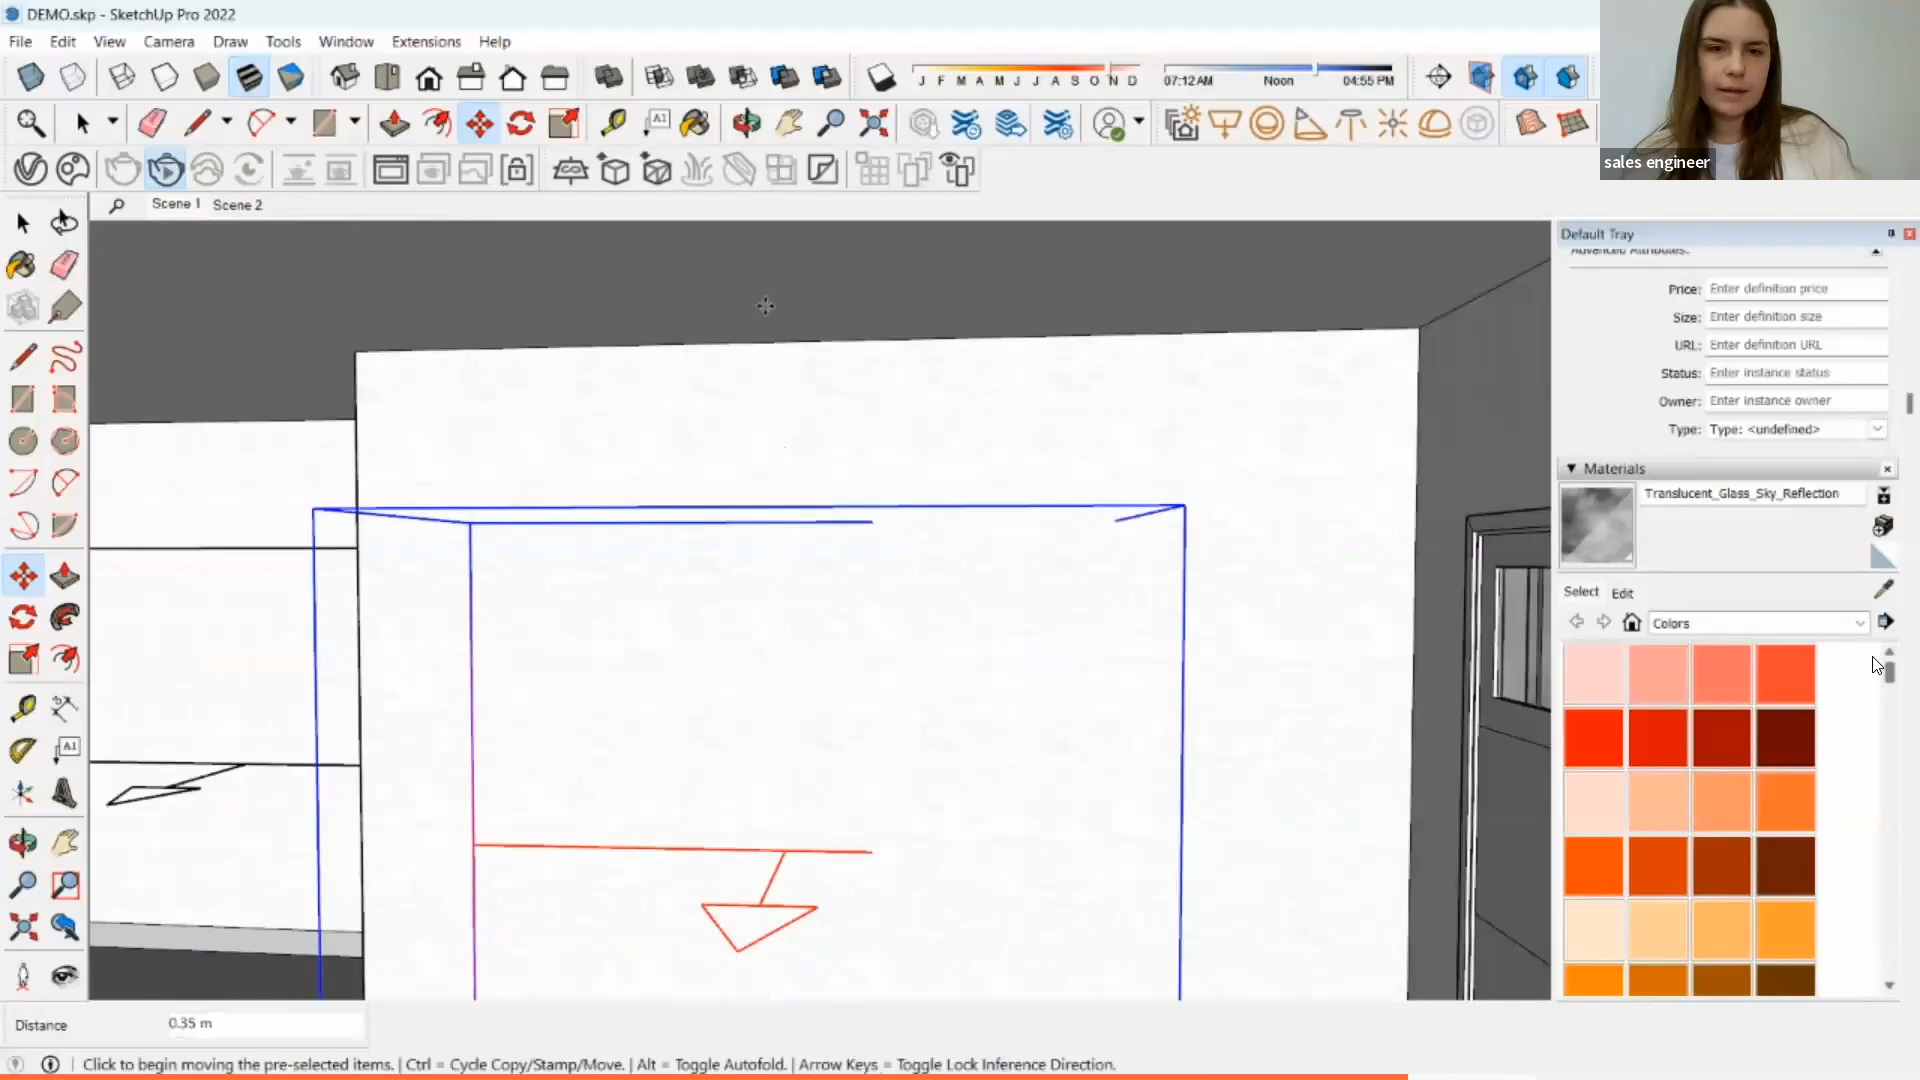 DEMO.skp - SketchUp Pro 2022
File Edit View Camera Draw Tools Window Extensions Help
J F M A M J J A S O N D 07:12 AM Noon 04:55 PM
A1
sales engineer
Scene 1 Scene 2
Default Tray
Advanced Attributes:
Price: Enter definition price
Size: Enter definition size
URL: Enter definition URL
Status: Enter instance status
Owner: Enter instance owner
Type: Type: <undefined>
Materials
Translucent_Glass_Sky_Reflection
Select Edit
Colors
A1
Distance 0.35 m
Click to begin moving the pre-selected items. | Ctrl = Cycle Copy/Stamp/Move. | Alt = Toggle Autofold. | Arrow Keys = Toggle Lock Inference Direction.